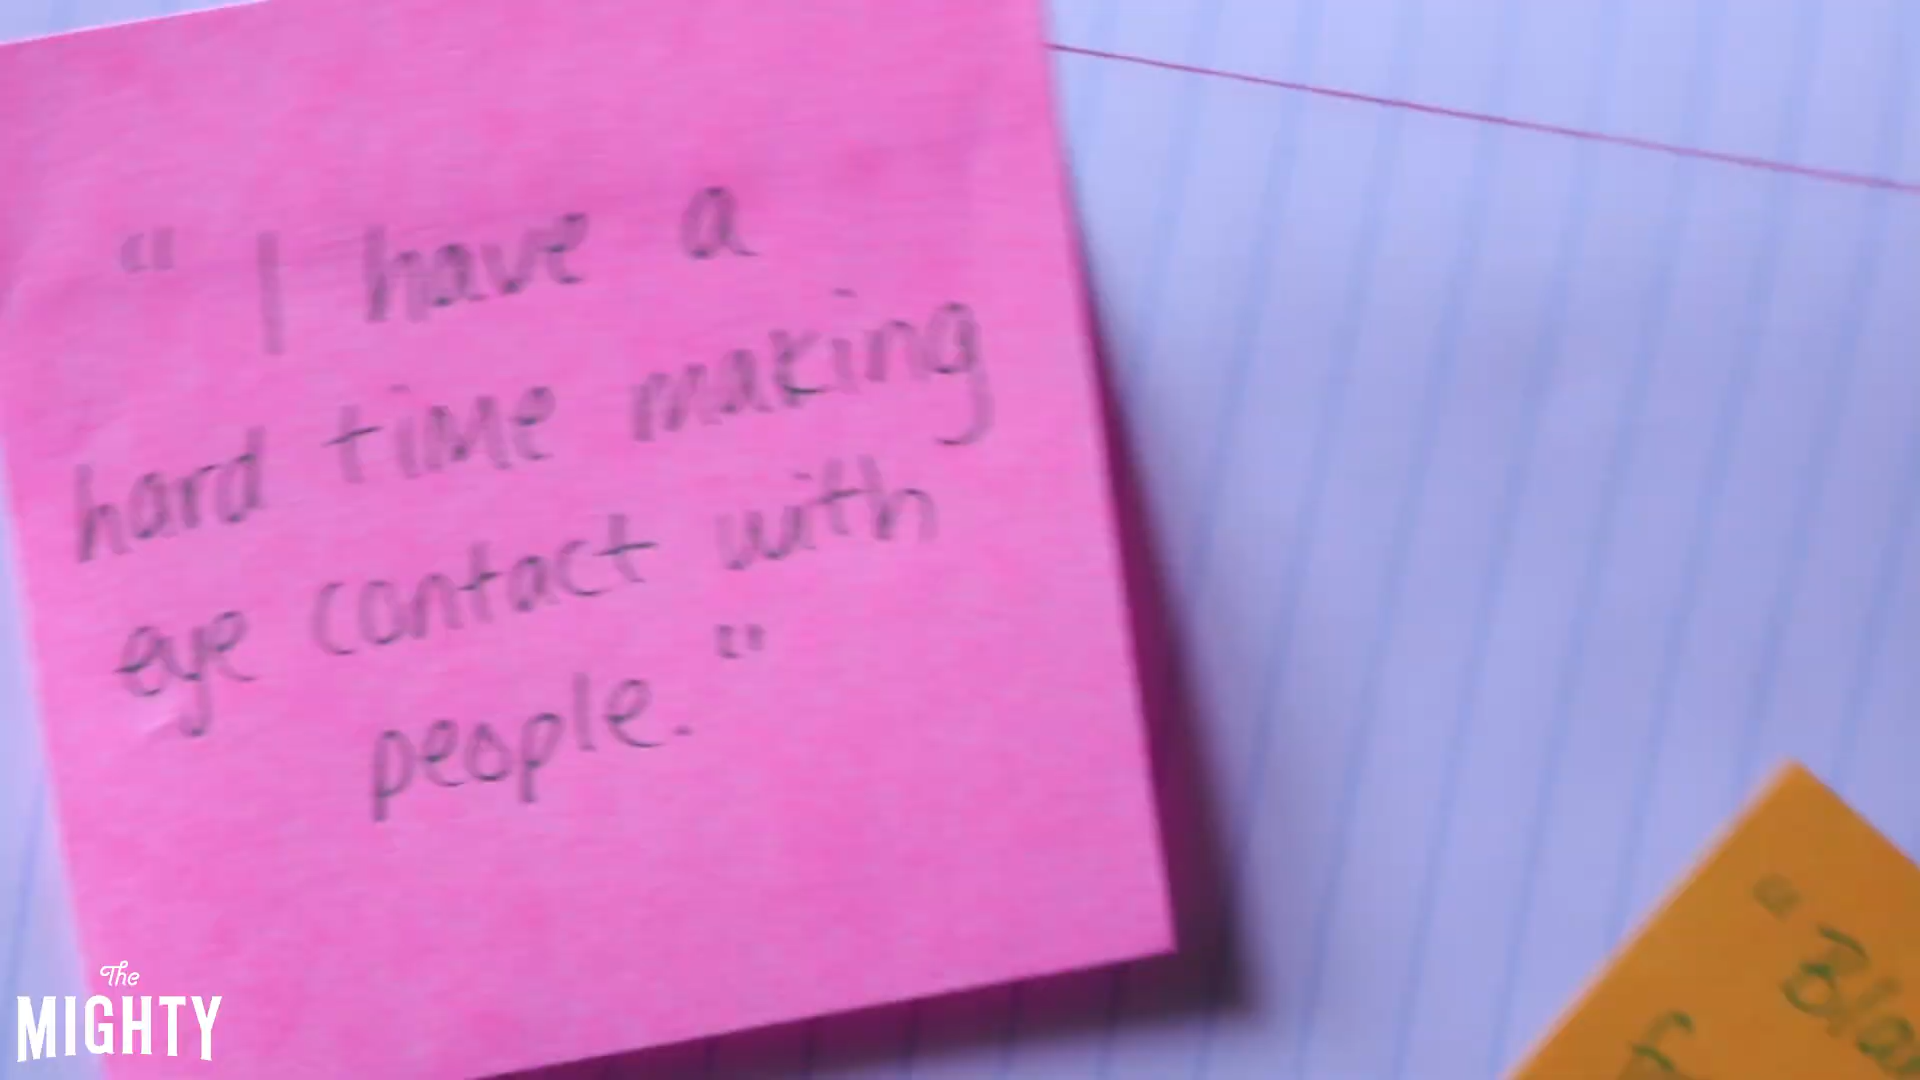 “ I have a
hard time making
eye contact with
people.”
The
MIGHTY